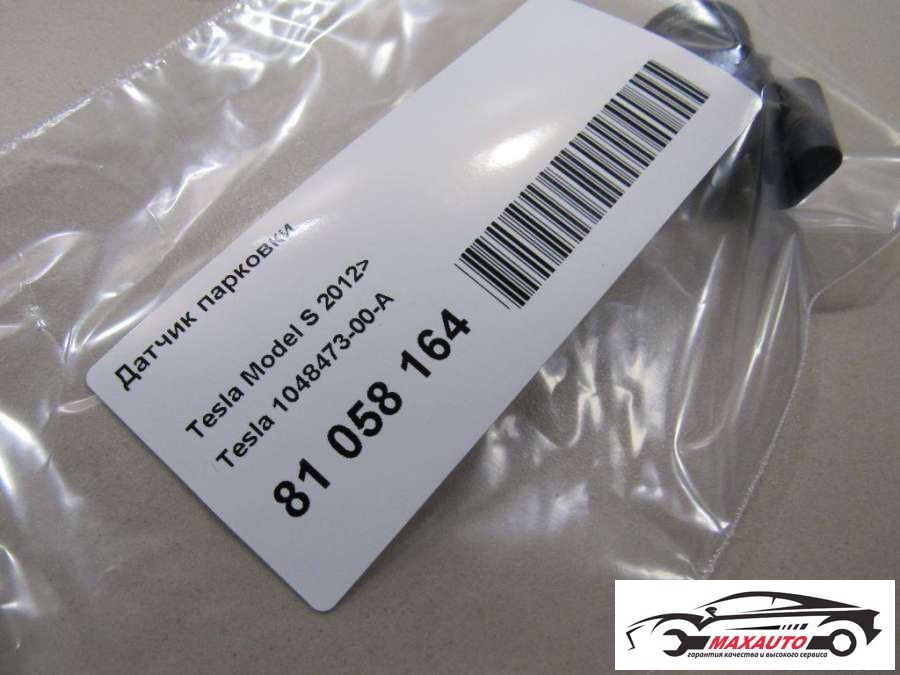 Датчик парковки
Tesla Model S 2012>
Tesla 1048473-00-A
81 058 164
MAXAUTO
гарантия качества и высокого сервиса